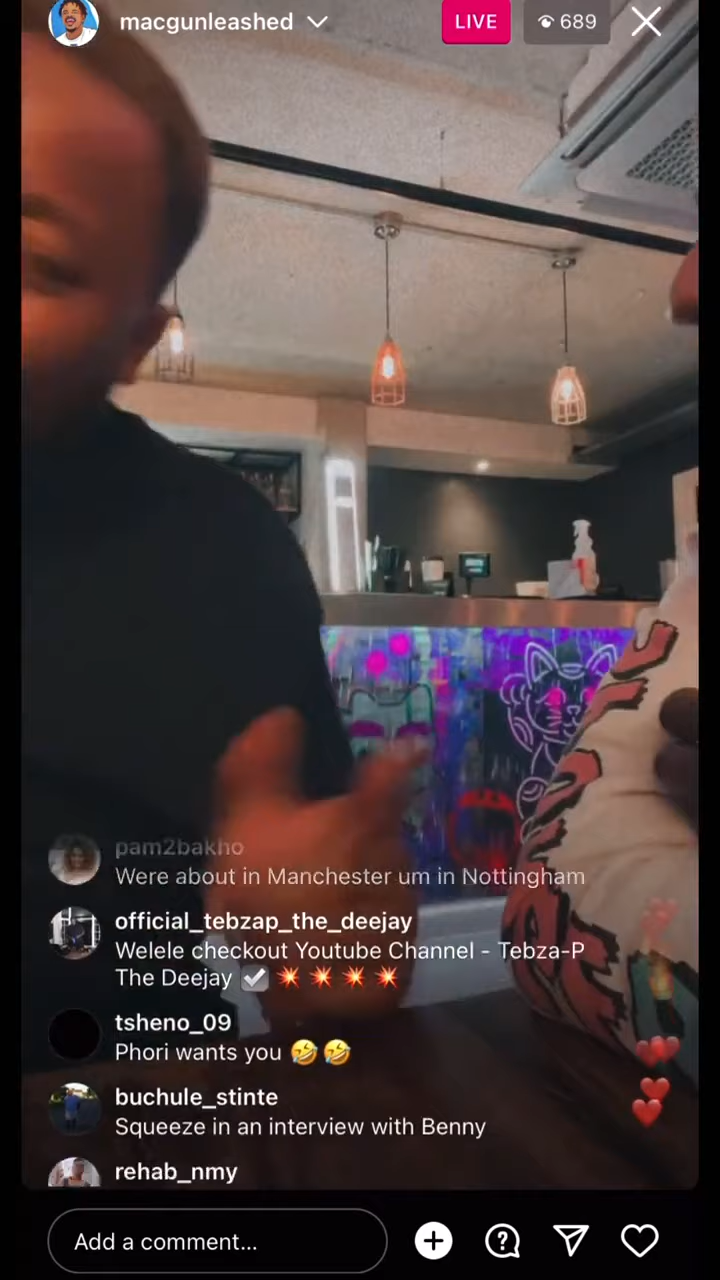 macgunleashed
LIVE
689
pam2bakho
Were about in Manchester um in Nottingham
official_tebzap_the_deejay
Welele checkout Youtube Channel - Tebza-P
The Deejay ☑️ 💥 💥 💥 💥
tsheno_09
Phori wants you 🤣🤣
buchule_stinte
Squeeze in an interview with Benny
rehab_nmy
Add a comment...